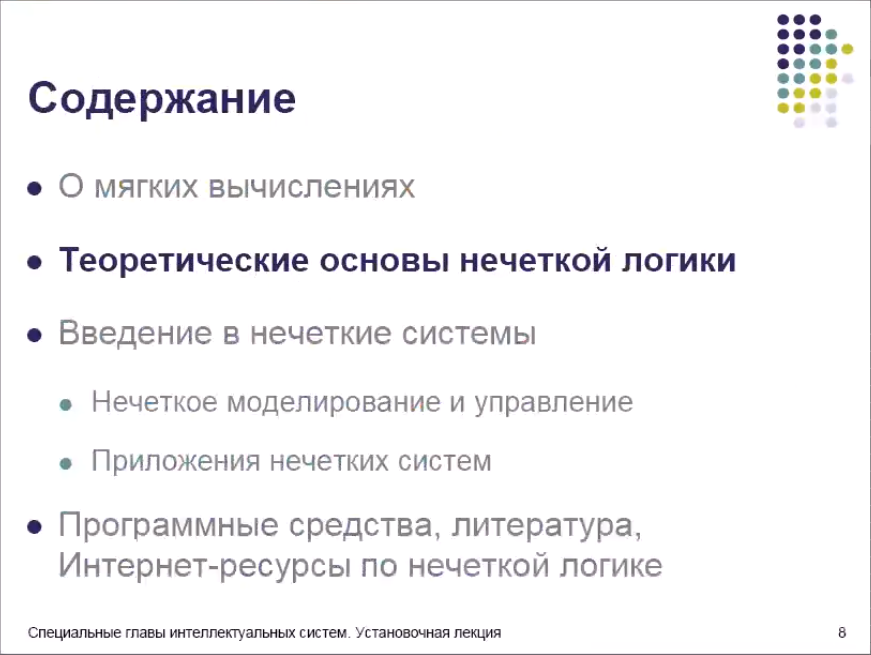 Содержание
О мягких вычислениях
Теоретические основы нечеткой логики
Введение в нечеткие системы
Нечеткое моделирование и управление
Приложения нечетких систем
Программные средства, литература,
Интернет-ресурсы по нечеткой логике
Специальные главы интеллектуальных систем. Установочная лекция 8